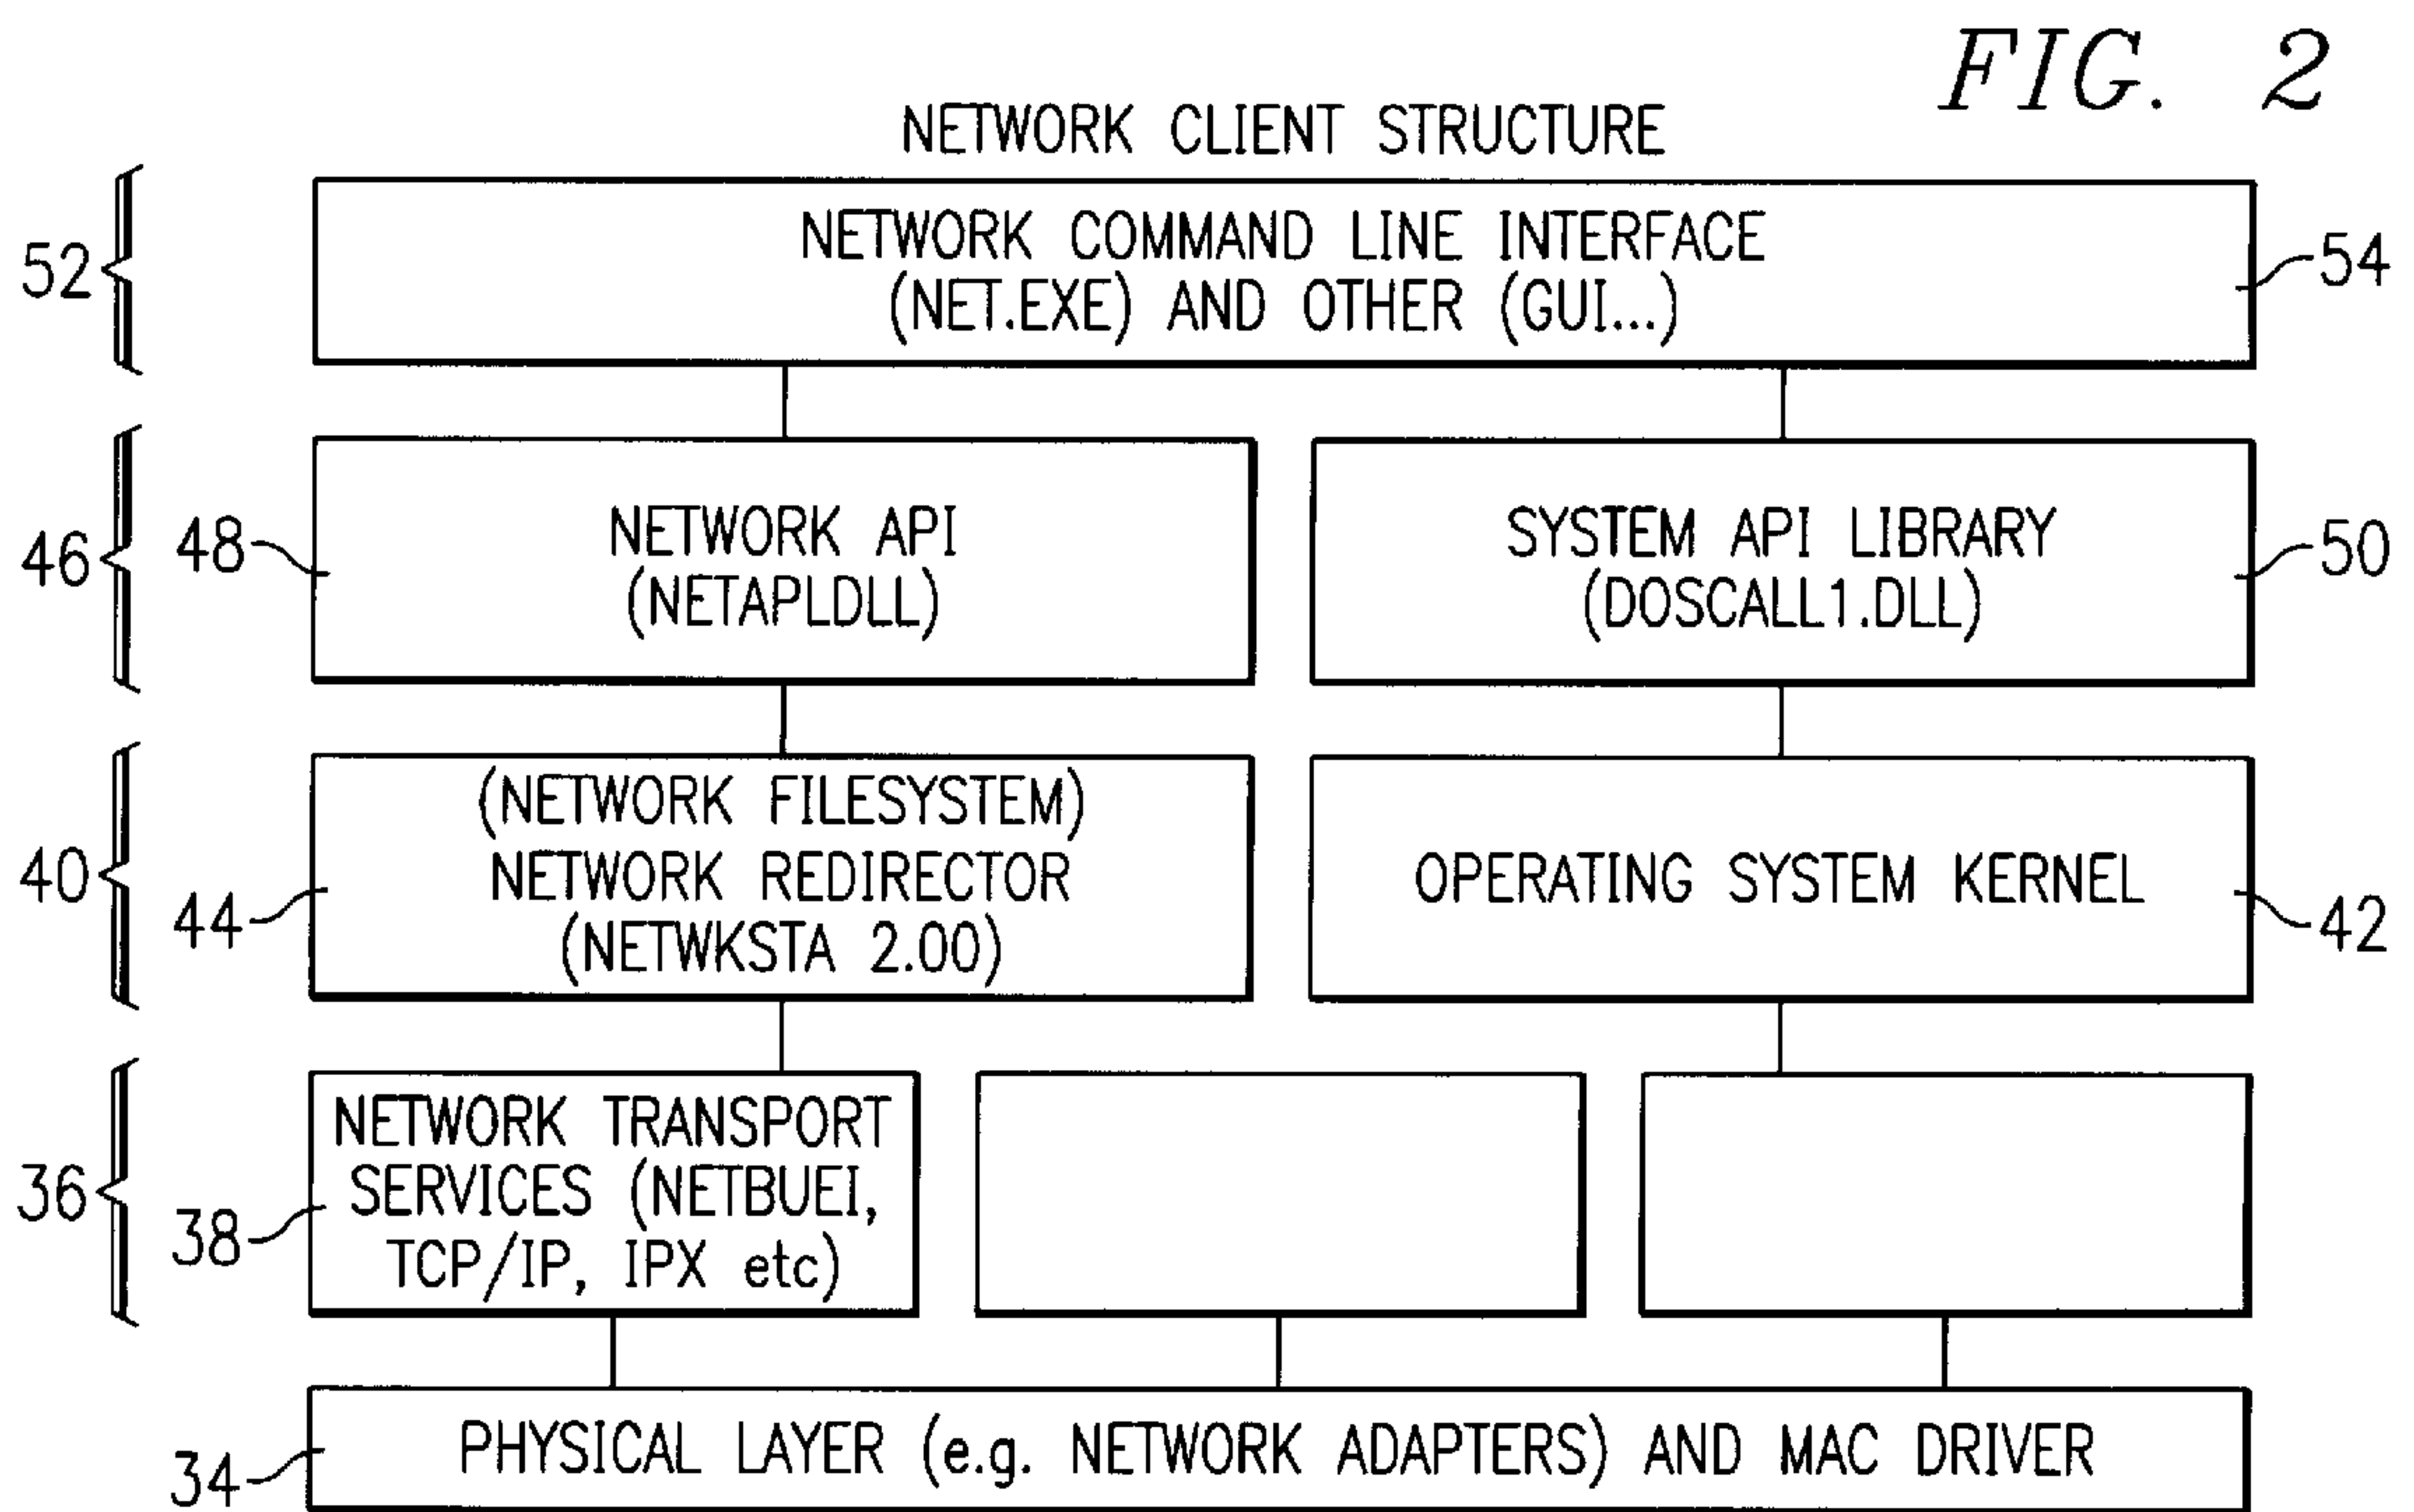 FIG. 2
NETWORK CLIENT STRUCTURE
52
NETWORK COMMAND LINE INTERFACE
(NET.EXE) AND OTHER (GUI...)
54
46
48
NETWORK API
(NETAPLDLL)
SYSTEM API LIBRARY
(DOSCALL1.DLL)
50
40
44
(NETWORK FILESYSTEM)
NETWORK REDIRECTOR
(NETWKSTA 2.00)
OPERATING SYSTEM KERNEL
42
36
38
NETWORK TRANSPORT
SERVICES (NETBUEI,
TCP/IP, IPX etc)
34
PHYSICAL LAYER (e.g. NETWORK ADAPTERS) AND MAC DRIVER